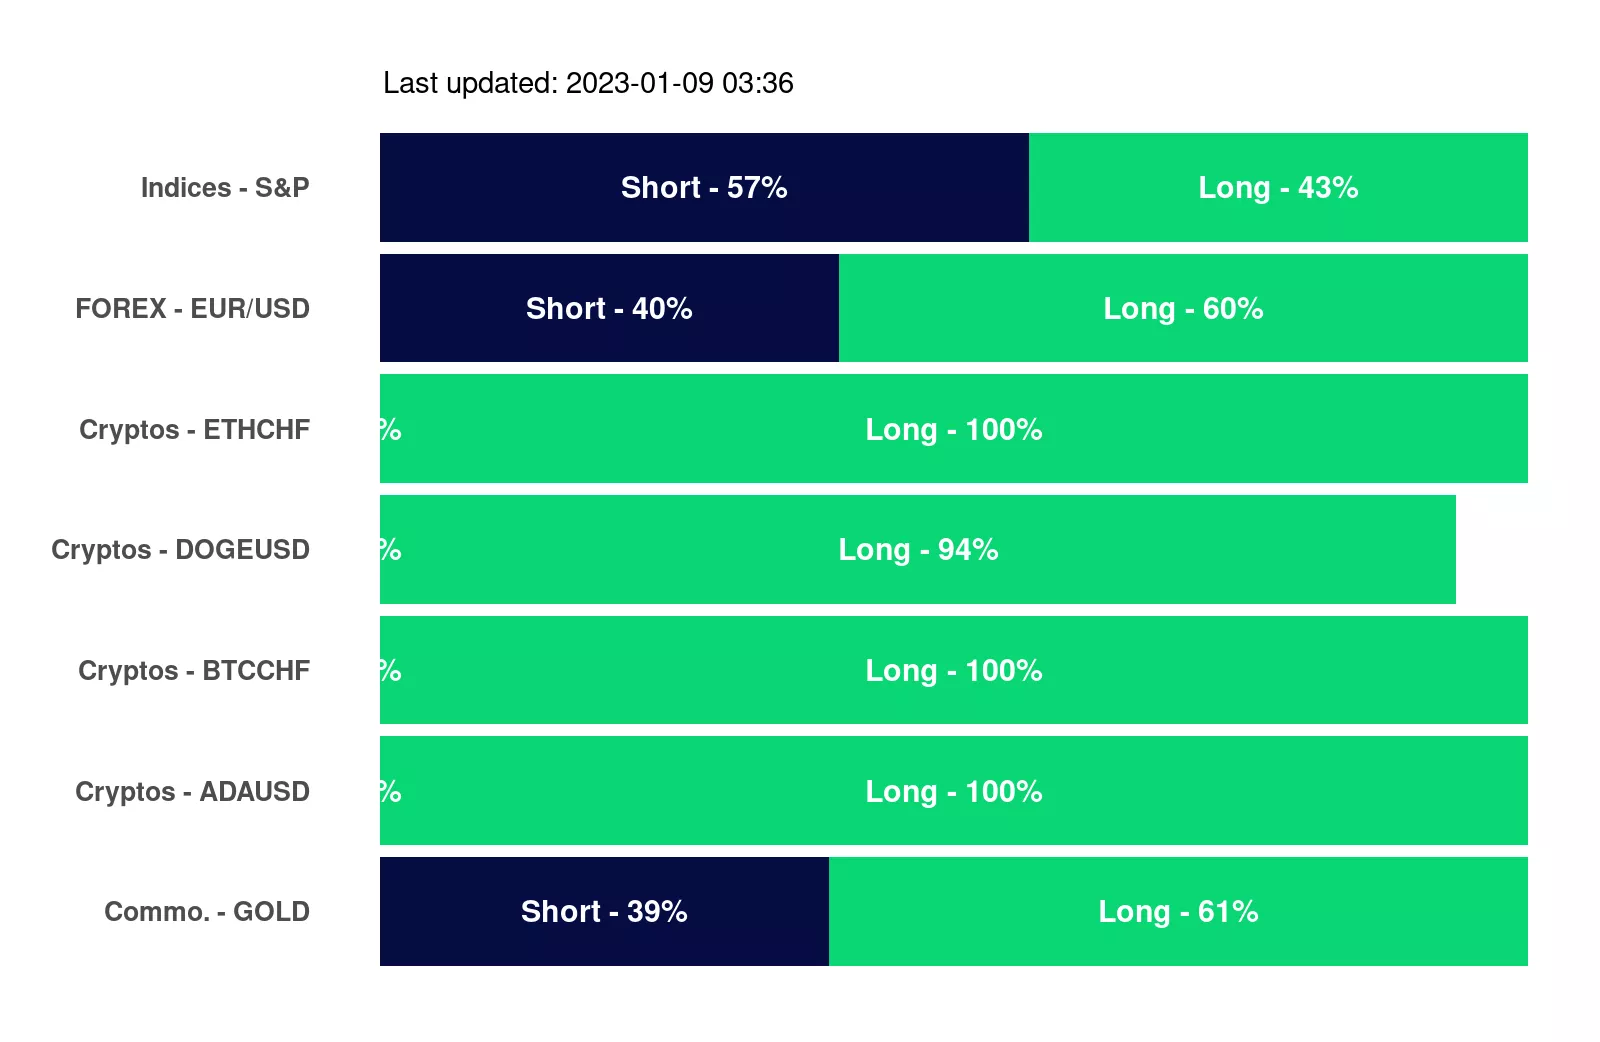 Last updated: 2023-01-09 03:36
Indices - S&P Short - 57% Long - 43%
FOREX - EUR/USD Short - 40% Long - 60%
Cryptos - ETHCHF % Long - 100%
Cryptos - DOGEUSD % Long - 94%
Cryptos - BTCCHF % Long - 100%
Cryptos - ADAUSD % Long - 100%
Commo. - GOLD Short - 39% Long - 61%